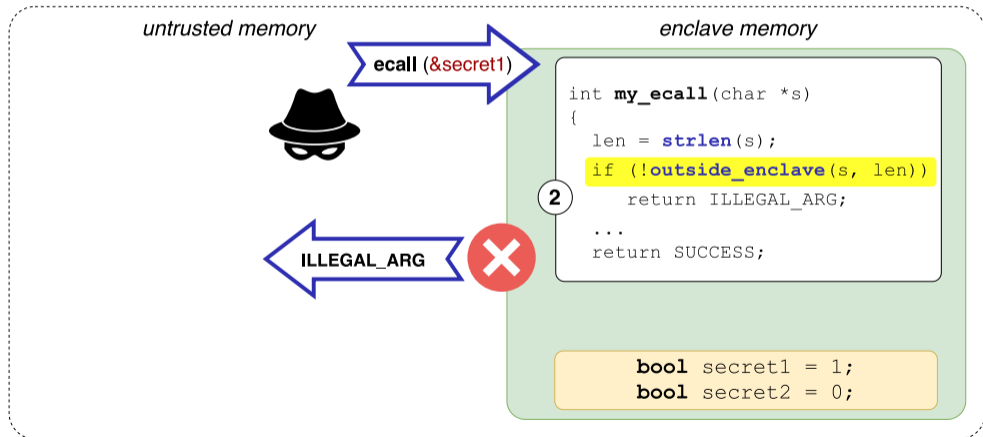 untrusted memory
enclave memory
ecall (&secret1)
int my_ecall(char *s)
{
len = strlen(s);
if (!outside_enclave(s, len))
2
return ILLEGAL_ARG;
...
return SUCCESS;
ILLEGAL_ARG
bool secret1 = 1;
bool secret2 = 0;